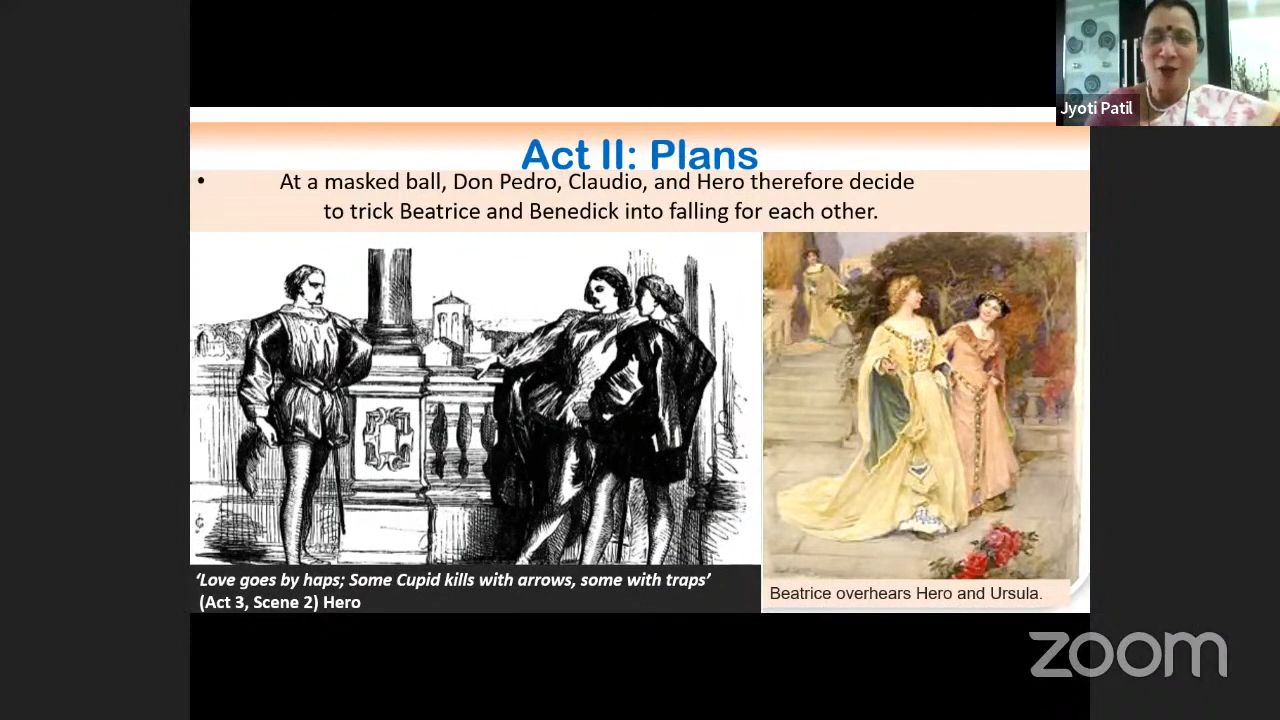 Jyoti Patil
Act II: Plans
• At a masked ball, Don Pedro, Claudio, and Hero therefore decide
to trick Beatrice and Benedick into falling for each other.
‘Love goes by haps; Some Cupid kills with arrows, some with traps’
(Act 3, Scene 2) Hero
Beatrice overhears Hero and Ursula.
zoom